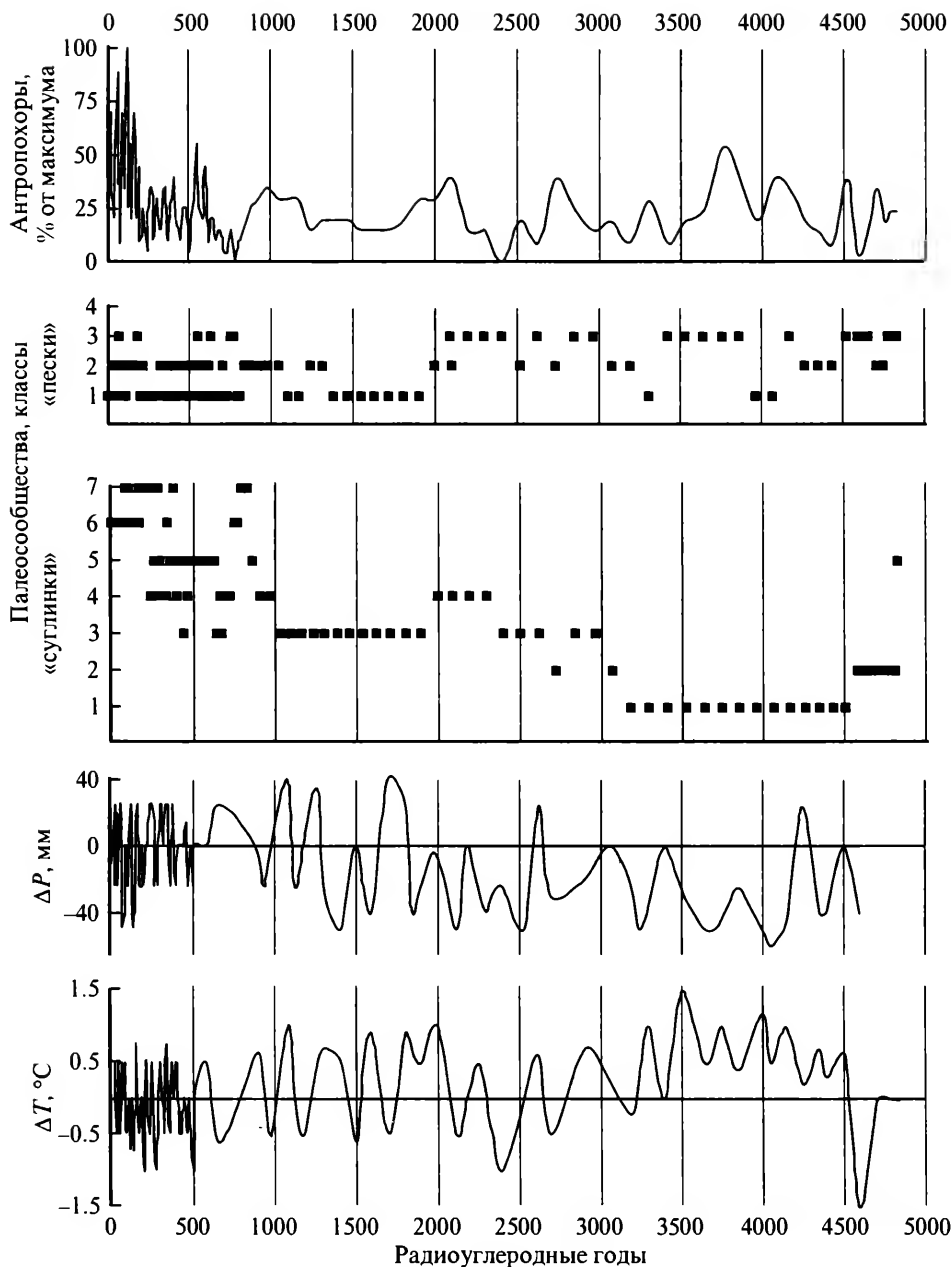 0 500 1000 1500 2000 2500 3000 3500 4000 4500 5000
Антропохоры,
% от максимума
100
75
50
25
0
Палеосообщества, классы
«пески»
4
3
2
1
«суглинки»
7
6
5
4
3
2
1
ΔP, мм
40
0
–40
ΔT, °C
1.5
0.5
–0.5
–1.5
0 500 1000 1500 2000 2500 3000 3500 4000 4500 5000
Радиоуглеродные годы